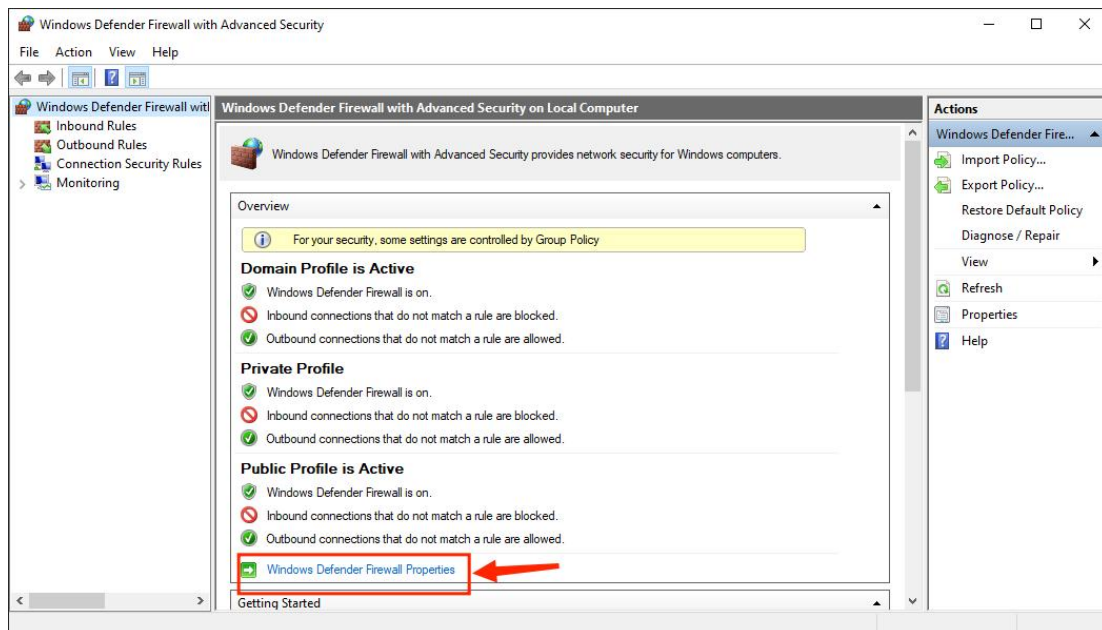 Windows Defender Firewall with Advanced Security
File Action View Help
Windows Defender Firewall with
Inbound Rules
Outbound Rules
Connection Security Rules
Monitoring
Windows Defender Firewall with Advanced Security on Local Computer
Windows Defender Firewall with Advanced Security provides network security for Windows computers.
Overview
For your security, some settings are controlled by Group Policy
Domain Profile is Active
Windows Defender Firewall is on.
Inbound connections that do not match a rule are blocked.
Outbound connections that do not match a rule are allowed.
Private Profile
Windows Defender Firewall is on.
Inbound connections that do not match a rule are blocked.
Outbound connections that do not match a rule are allowed.
Public Profile is Active
Windows Defender Firewall is on.
Inbound connections that do not match a rule are blocked.
Outbound connections that do not match a rule are allowed.
Windows Defender Firewall Properties
Getting Started
Actions
Windows Defender Fire...
Import Policy...
Export Policy...
Restore Default Policy
Diagnose / Repair
View
Refresh
Properties
Help